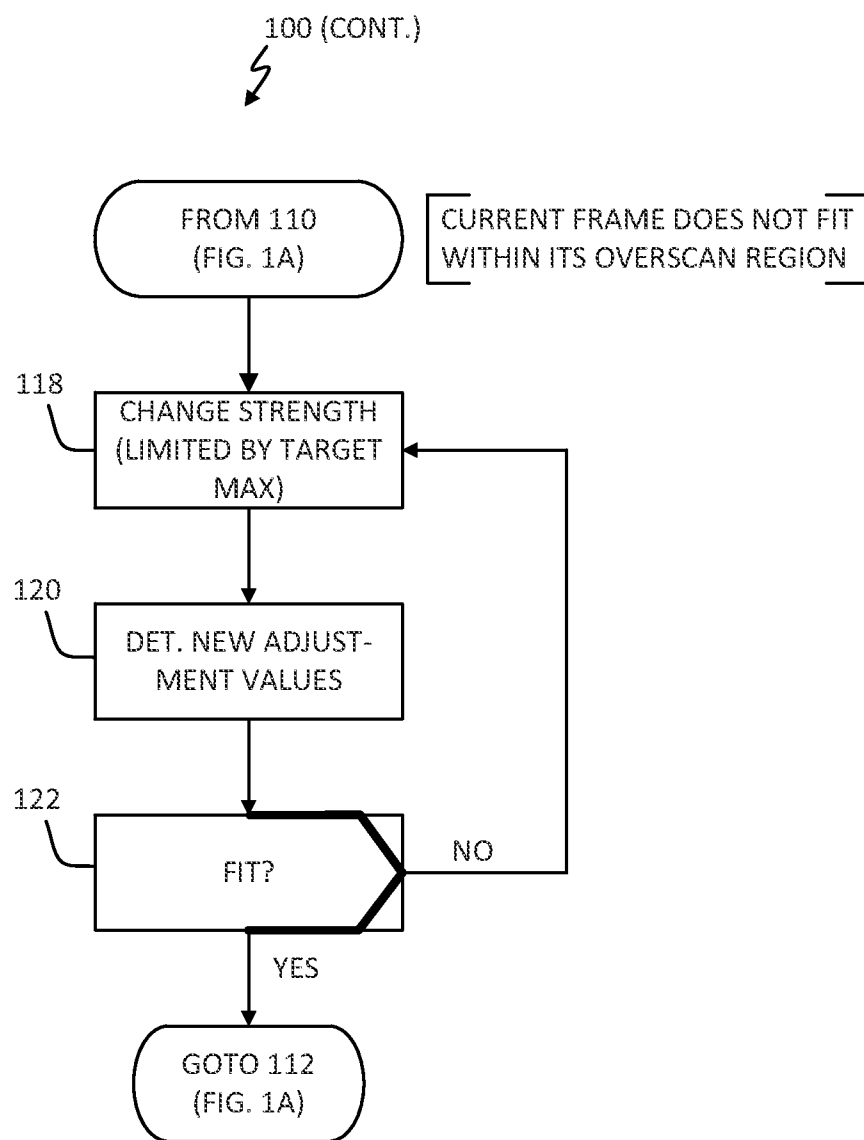 100 (CONT.)
FROM 110
(FIG. 1A)
CURRENT FRAME DOES NOT FIT
WITHIN ITS OVERSCAN REGION
118
CHANGE STRENGTH
(LIMITED BY TARGET
MAX)
120
DET. NEW ADJUST-
MENT VALUES
122
FIT?
NO
YES
GOTO 112
(FIG. 1A)